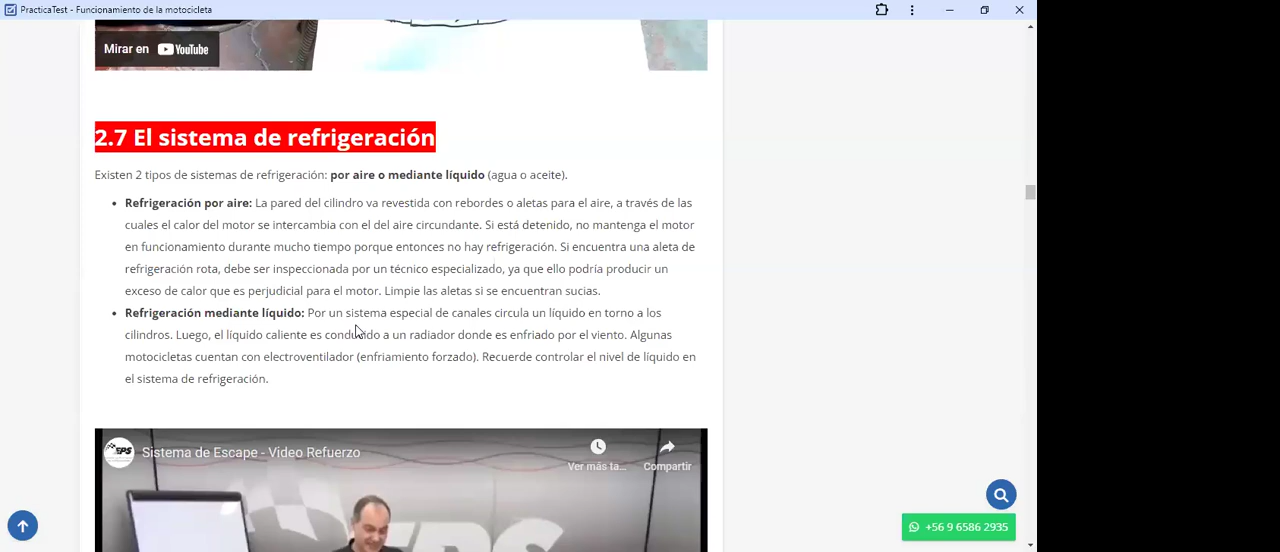 PracticaTest - Funcionamiento de la motocicleta
Mirar en YouTube
2.7 El sistema de refrigeración
Existen 2 tipos de sistemas de refrigeración: por aire o mediante líquido (agua o aceite).
• Refrigeración por aire: La pared del cilindro va revestida con rebordes o aletas para el aire, a través de las
cuales el calor del motor se intercambia con el del aire circundante. Si está detenido, no mantenga el motor
en funcionamiento durante mucho tiempo porque entonces no hay refrigeración. Si encuentra una aleta de
refrigeración rota, debe ser inspeccionada por un técnico especializado, ya que ello podría producir un
exceso de calor que es perjudicial para el motor. Limpie las aletas si se encuentran sucias.
• Refrigeración mediante líquido: Por un sistema especial de canales circula un líquido en torno a los
cilindros. Luego, el líquido caliente es conducido a un radiador donde es enfriado por el viento. Algunas
motocicletas cuentan con electroventilador (enfriamiento forzado). Recuerde controlar el nivel de líquido en
el sistema de refrigeración.
EPS
Sistema de Escape - Video Refuerzo
Ver más ta...
Compartir
+56 9 6586 2935